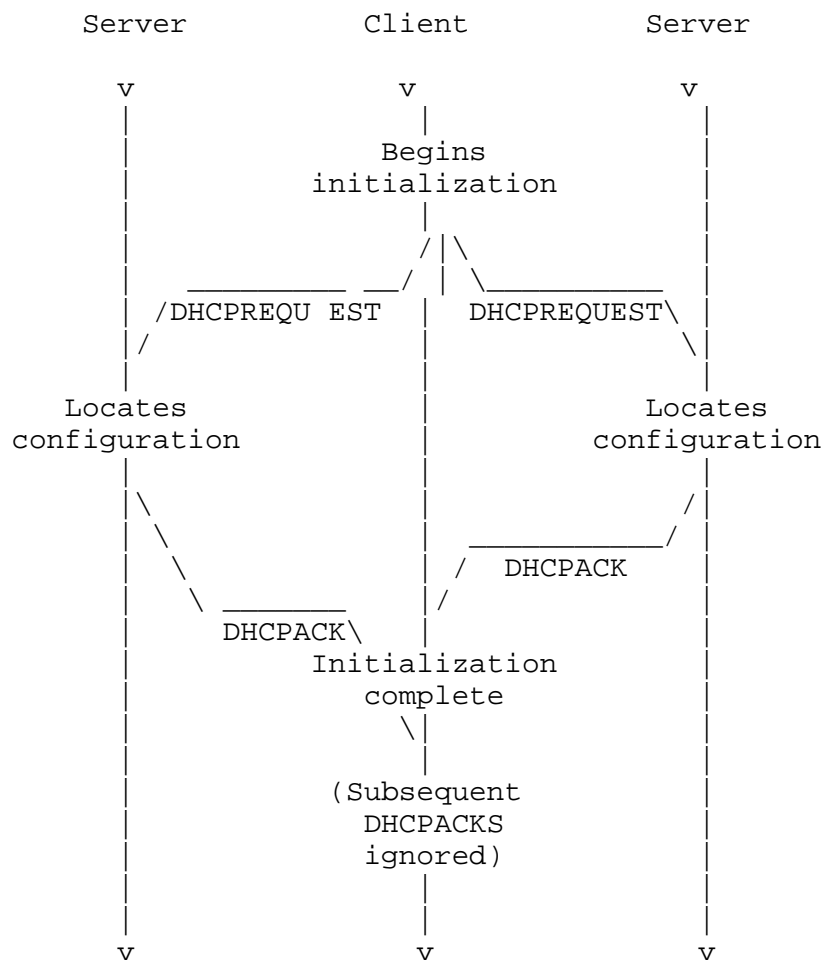 Server Client Server
v v v
Begins
initialization
DHCPREQU EST DHCPREQUEST
Locates Locates
configuration configuration
DHCPACK
DHCPACK
Initialization
complete
(Subsequent
DHCPACKS
ignored)
v v v